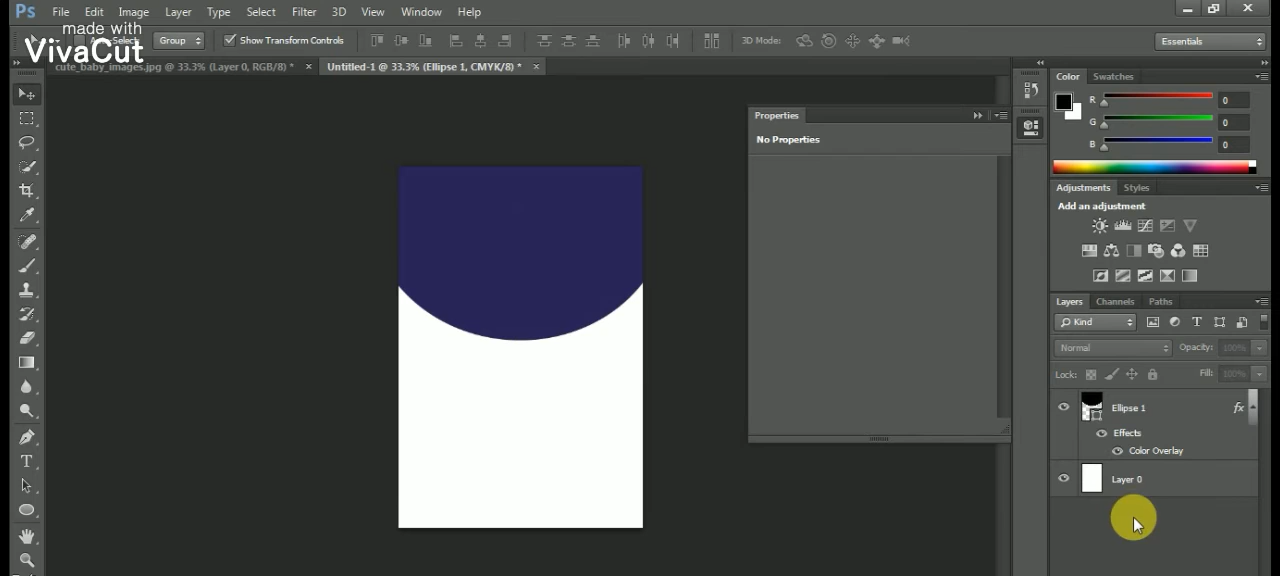 Ps File Edit Image Layer Type Select Filter 3D View Window Help
made with
VivaCut
Group Show Transform Controls 3D Mode: Essentials
cute_baby_images.jpg @ 33.3% (Layer 0, RGB/8) * × Untitled-1 @ 33.3% (Ellipse 1, CMYK/8) * ×
Color Swatches
R 0
G 0
B 0
Properties
No Properties
Adjustments Styles
Add an adjustment
Layers Channels Paths
Kind
Normal Opacity: 100%
Lock: Fill: 100%
Ellipse 1 fx
Effects
Color Overlay
Layer 0